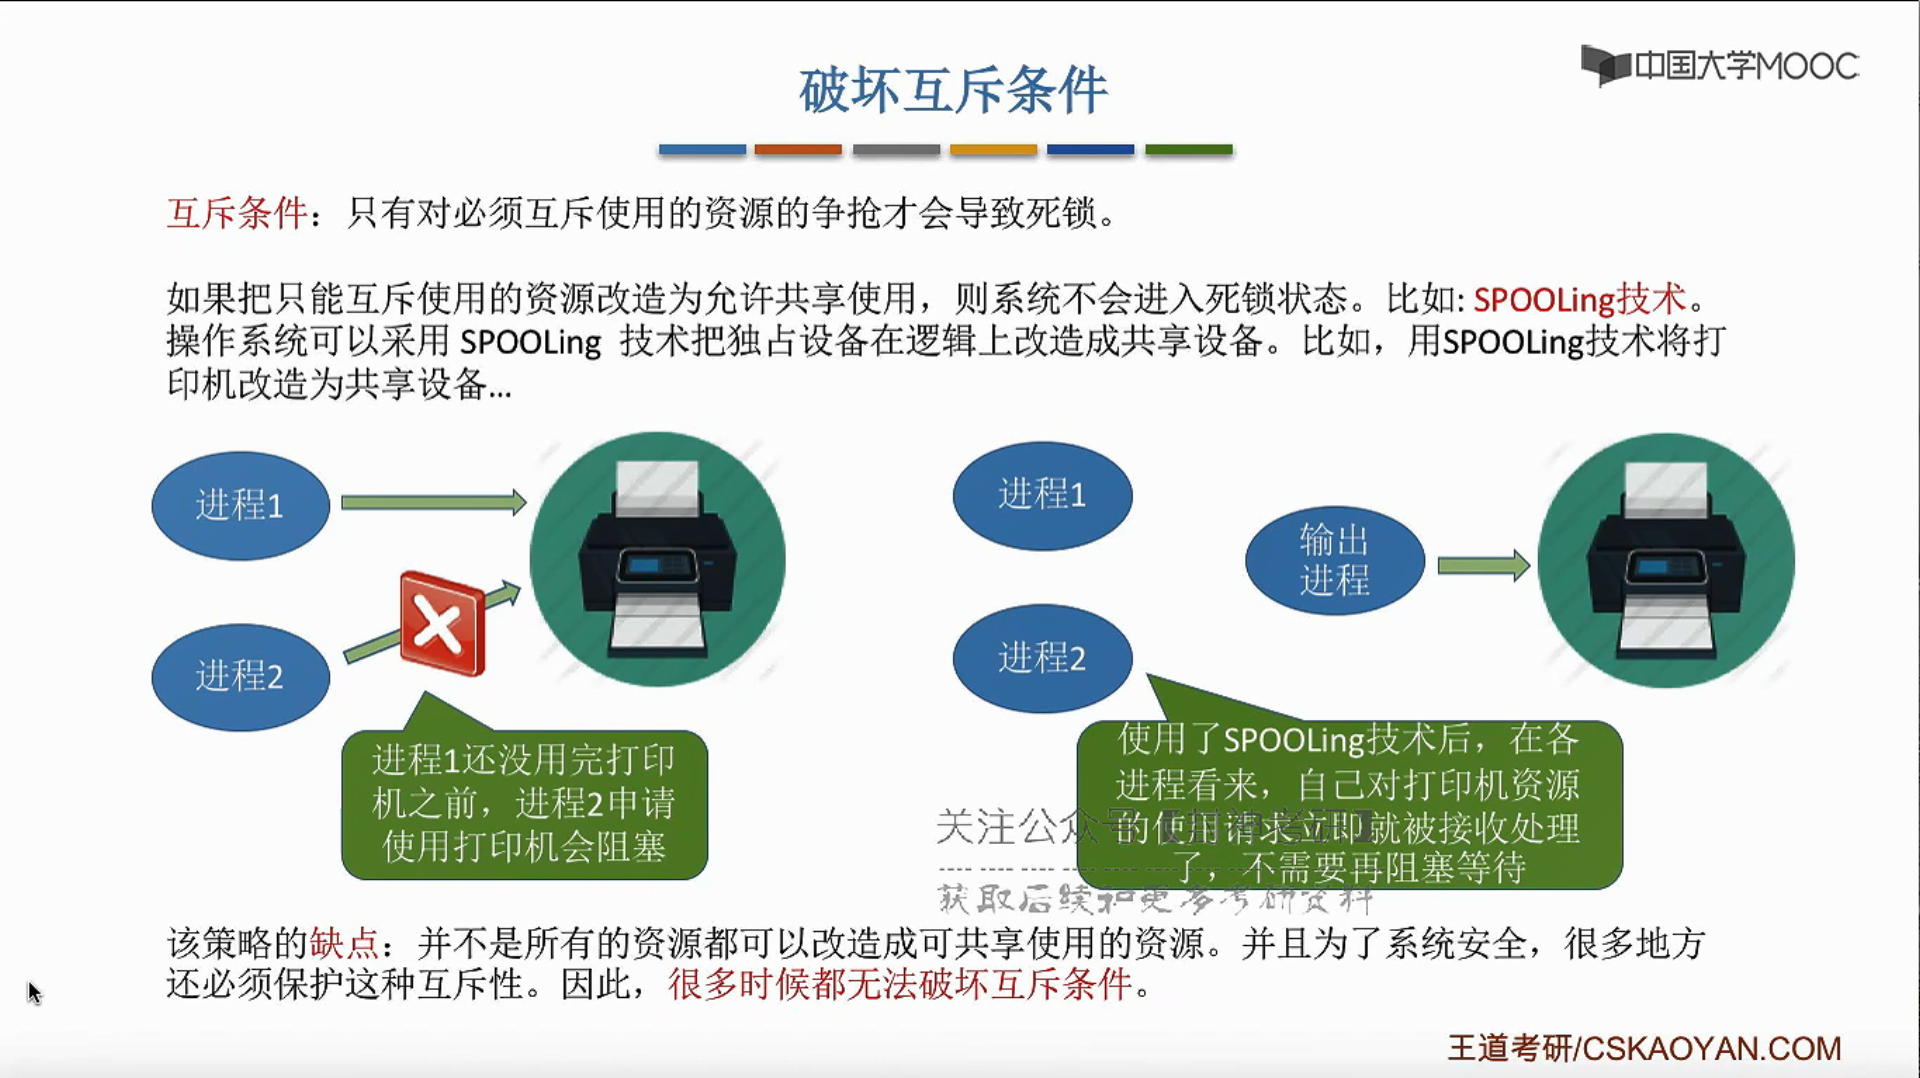 中国大学MOOC
破坏互斥条件
互斥条件：只有对必须互斥使用的资源的争抢才会导致死锁。
如果把只能互斥使用的资源改造为允许共享使用，则系统不会进入死锁状态。比如: SPOOLing技术。
操作系统可以采用 SPOOLing 技术把独占设备在逻辑上改造成共享设备。比如，用SPOOLing技术将打
印机改造为共享设备...
进程1
进程2
进程1还没用完打印
机之前，进程2申请
使用打印机会阻塞
进程1
进程2
输出
进程
使用了SPOOLing技术后，在各
进程看来，自己对打印机资源
的使用请求立即就被接收处理
了，不需要再阻塞等待
关注公众号
获取后续和更多考研资料
该策略的缺点：并不是所有的资源都可以改造成可共享使用的资源。并且为了系统安全，很多地方
还必须保护这种互斥性。因此，很多时候都无法破坏互斥条件。
王道考研/CSKAOYAN.COM